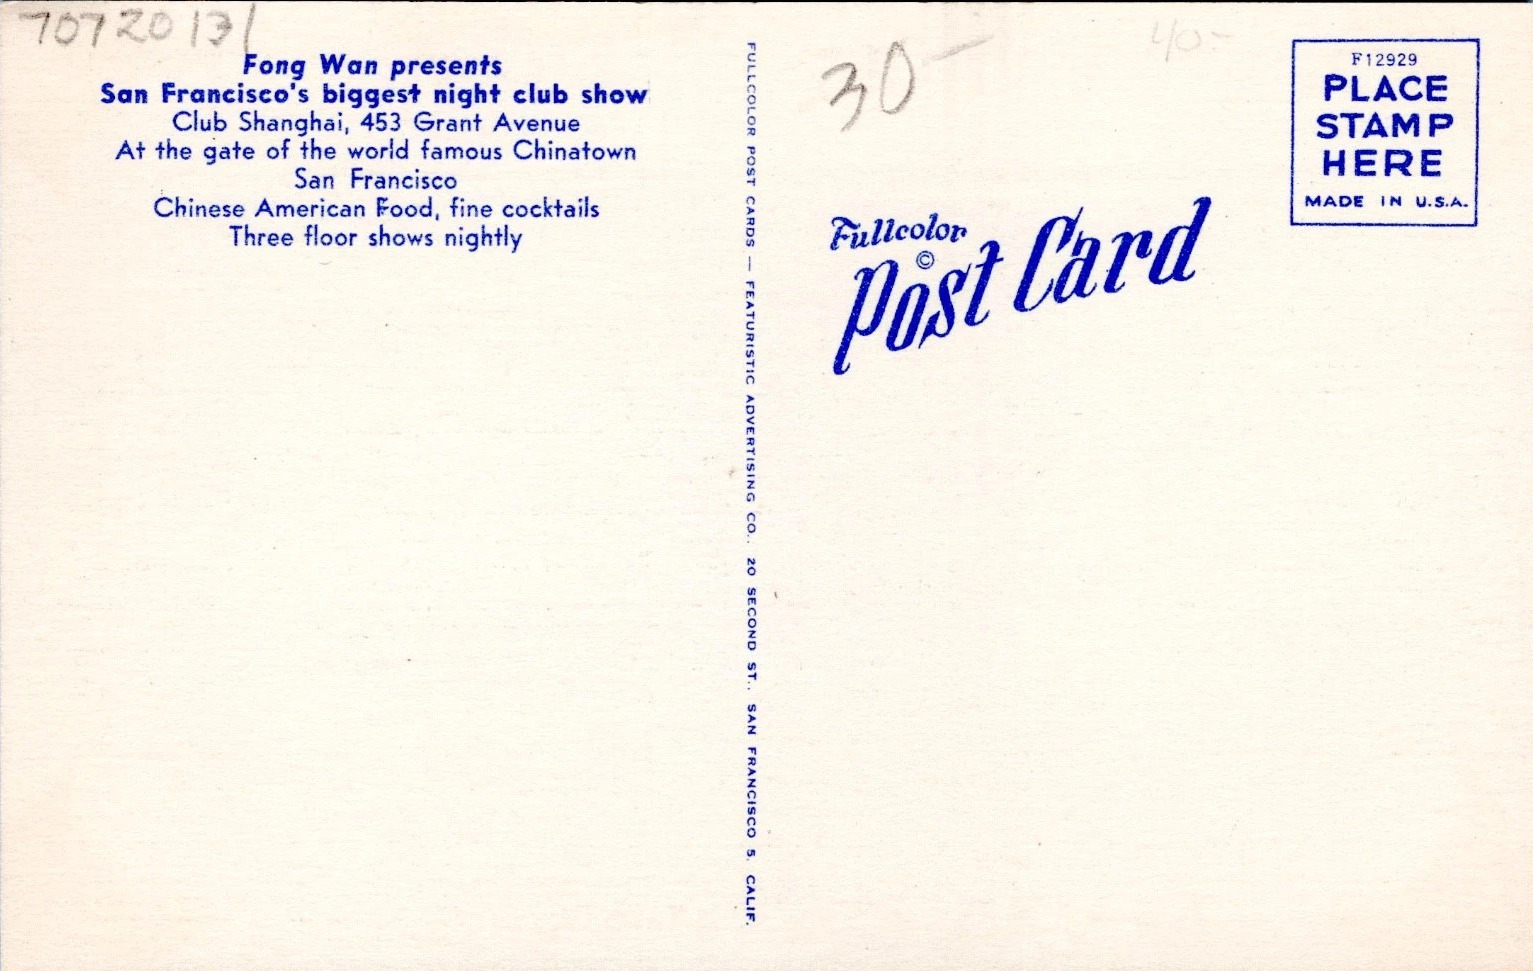 70720131
Fong Wan presents
San Francisco's biggest night club show
Club Shanghai, 453 Grant Avenue
At the gate of the world famous Chinatown
San Francisco
Chinese American Food, fine cocktails
Three floor shows nightly
FULLCOLOR POST CARDS — FEATURISTIC ADVERTISING CO., 20 SECOND ST., SAN FRANCISCO 5, CALIF.
30-
40-
Fullcolor
©
Post Card
F12929
PLACE
STAMP
HERE
MADE IN U.S.A.